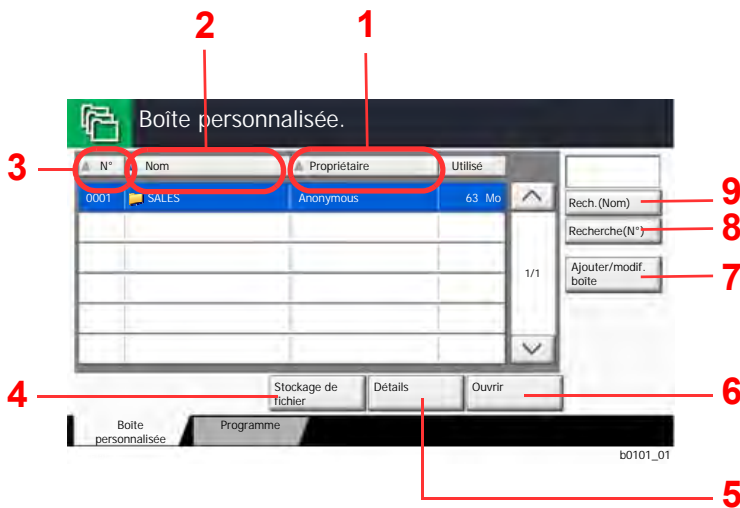 2
1
Boîte personnalisée.
3
N° Nom Propriétaire Utilisé
0001 SALES Anonymous 63 Mo
1/1
Rech.(Nom)
9
Recherche(N°)
8
Ajouter/modif.
boîte
7
4
Stockage de
fichier
Détails
Ouvrir
6
Boîte
personnalisée
Programme
b0101_01
5